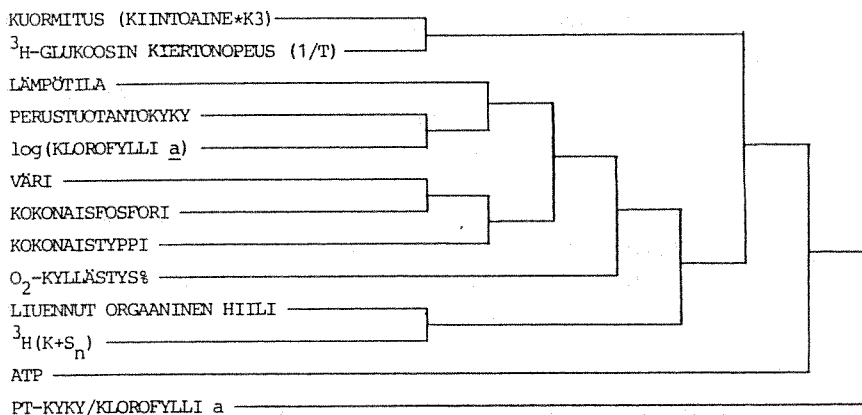 KUORMITUS (KIINTOAINE*K3)
³H-GLUKOOSIN KIERTONOPEUS (1/T)
LÄMPÖTILA
PERUSTUOTANTOKYKY
log(KLOROFYLLI a)
VÄRI
KOKONAISFOSFORI
KOKONAISTYPPI
O₂-KYLLÄSTYS%
LIUENNUT ORGAANINEN HIILI
³H(K+Sₙ)
ATP
PT-KYKY/KLOROFYLLI a